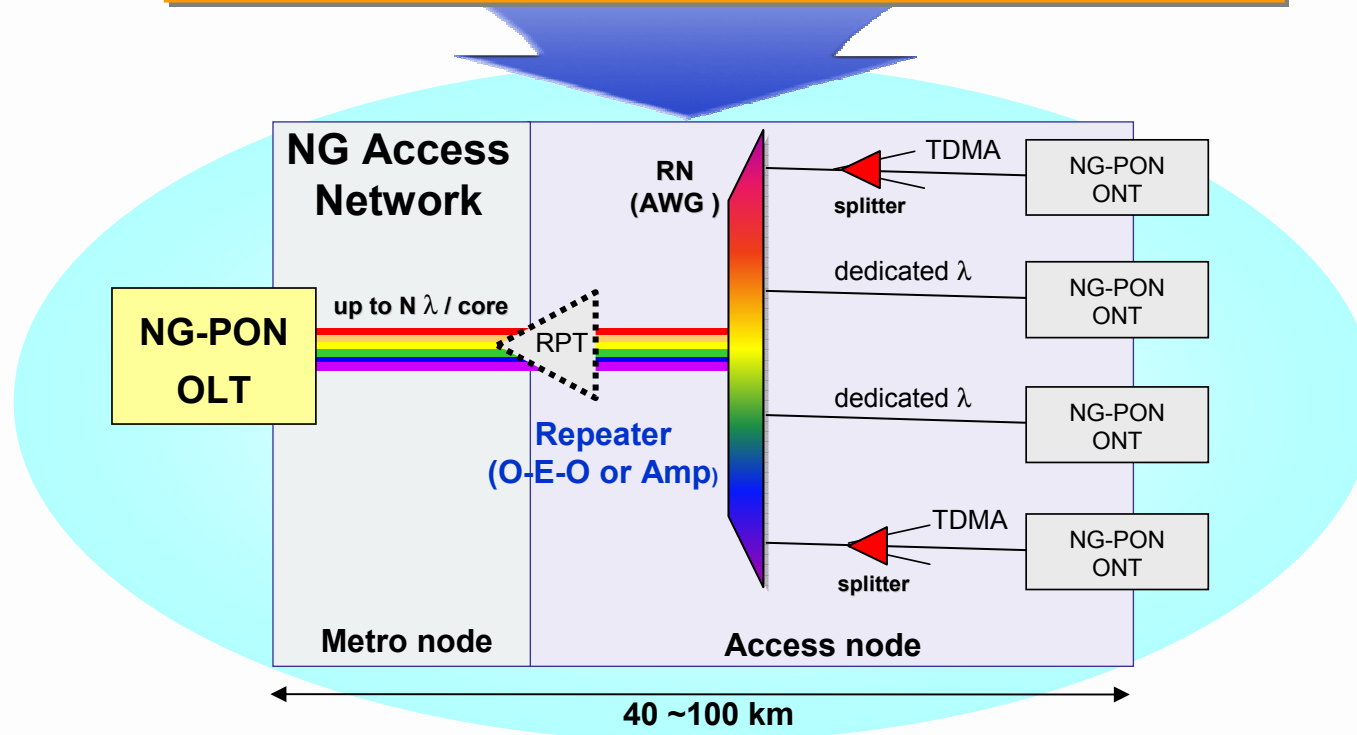 NG Access
Network
RN
(AWG )
TDMA
splitter
NG-PON
ONT
dedicated λ
NG-PON
ONT
up to N λ / core
NG-PON
OLT
RPT
Repeater
(O-E-O or Amp)
dedicated λ
NG-PON
ONT
TDMA
splitter
NG-PON
ONT
Metro node
Access node
40 ~100 km